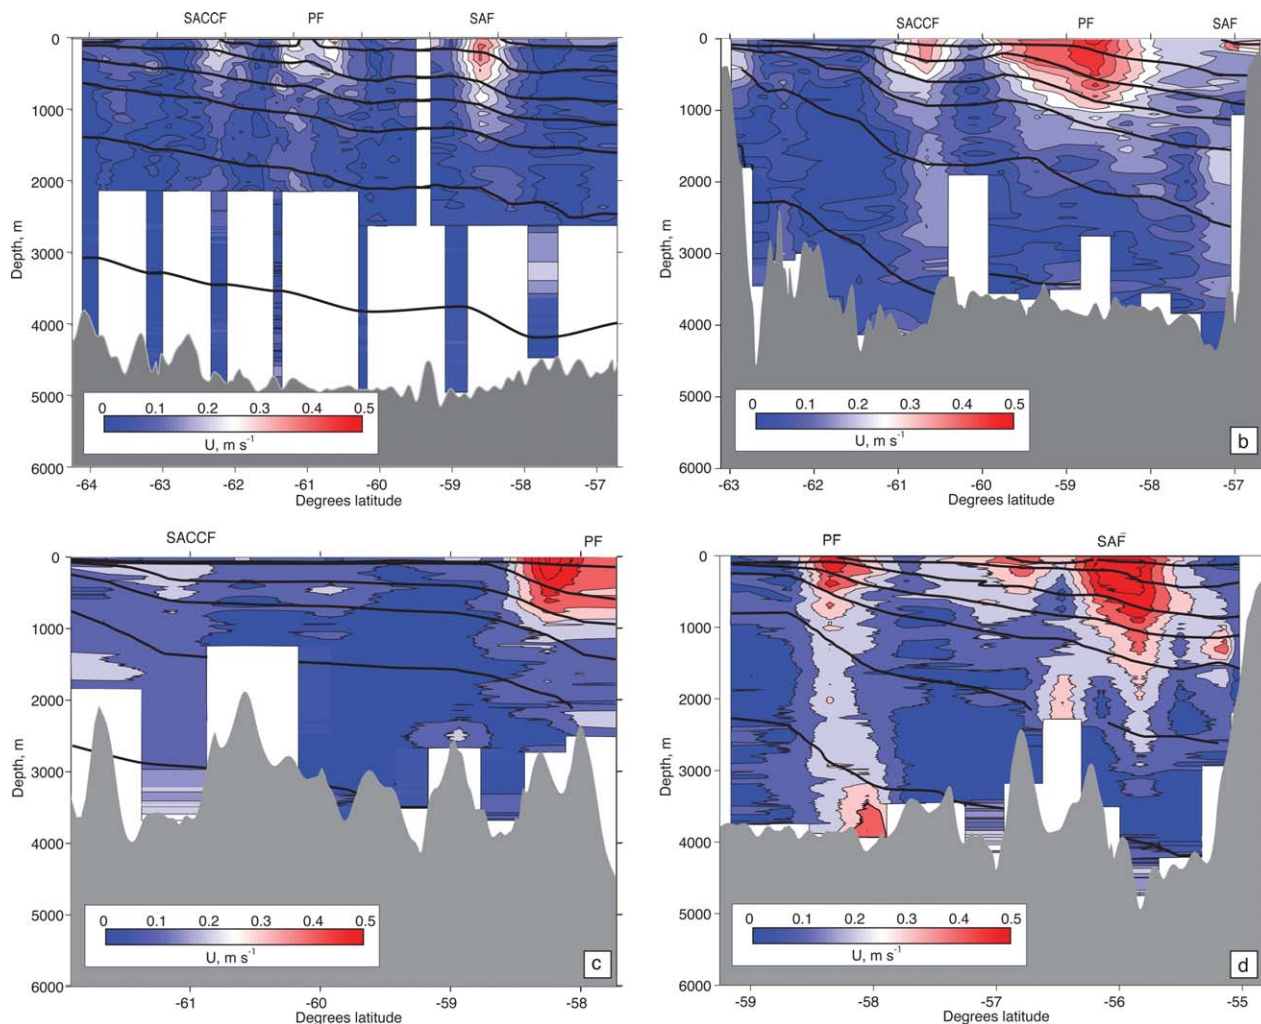 SACCF PF SAF
0
1000
2000
3000
4000
5000
6000
Depth, m
0 0.1 0.2 0.3 0.4 0.5
U, m s-1
-64 -63 -62 -61 -60 -59 -58 -57
Degrees latitude
SACCF PF SAF
0
1000
2000
3000
4000
5000
6000
Depth, m
0 0.1 0.2 0.3 0.4 0.5
U, m s-1
b
-63 -62 -61 -60 -59 -58 -57
Degrees latitude
SACCF PF
0
1000
2000
3000
4000
5000
6000
Depth, m
0 0.1 0.2 0.3 0.4 0.5
U, m s-1
c
-61 -60 -59 -58
Degrees latitude
PF SAF
0
1000
2000
3000
4000
5000
6000
Depth, m
0 0.1 0.2 0.3 0.4 0.5
U, m s-1
d
-59 -58 -57 -56 -55
Degrees latitude